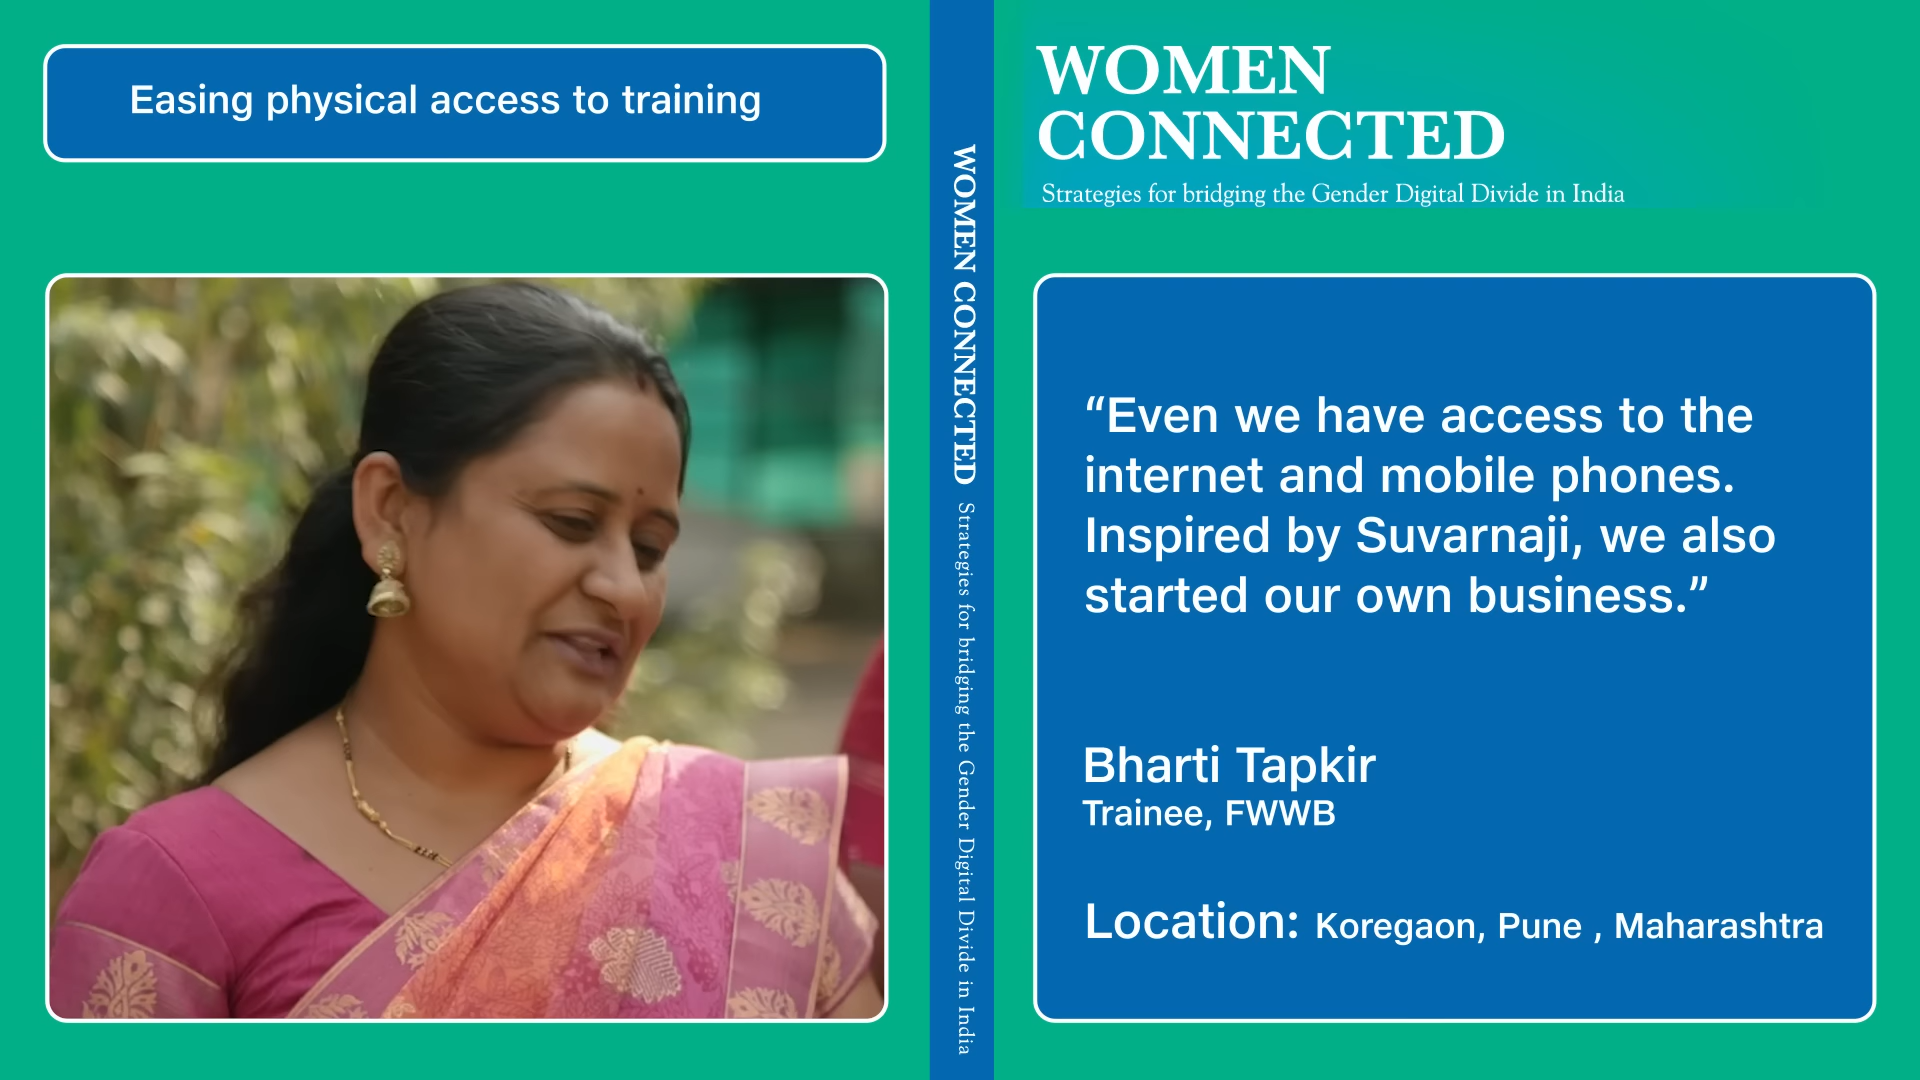 Easing physical access to training
WOMEN CONNECTED Strategies for bridging the Gender Digital Divide in India
WOMEN
CONNECTED
Strategies for bridging the Gender Digital Divide in India
“Even we have access to the
internet and mobile phones.
Inspired by Suvarnaji, we also
started our own business.”
Bharti Tapkir
Trainee, FWWB
Location: Koregaon, Pune , Maharashtra